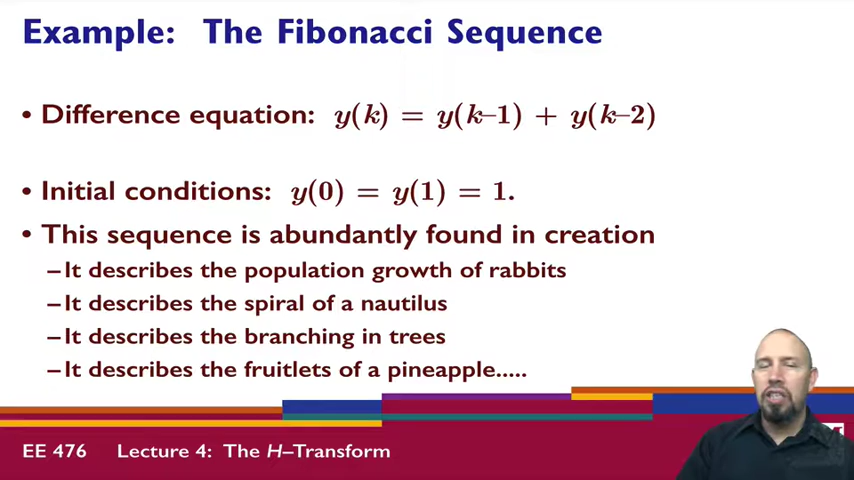 Example: The Fibonacci Sequence
• Difference equation: y(k) = y(k–1) + y(k–2)
• Initial conditions: y(0) = y(1) = 1.
• This sequence is abundantly found in creation
–It describes the population growth of rabbits
–It describes the spiral of a nautilus
–It describes the branching in trees
–It describes the fruitlets of a pineapple.....
EE 476 Lecture 4: The H–Transform